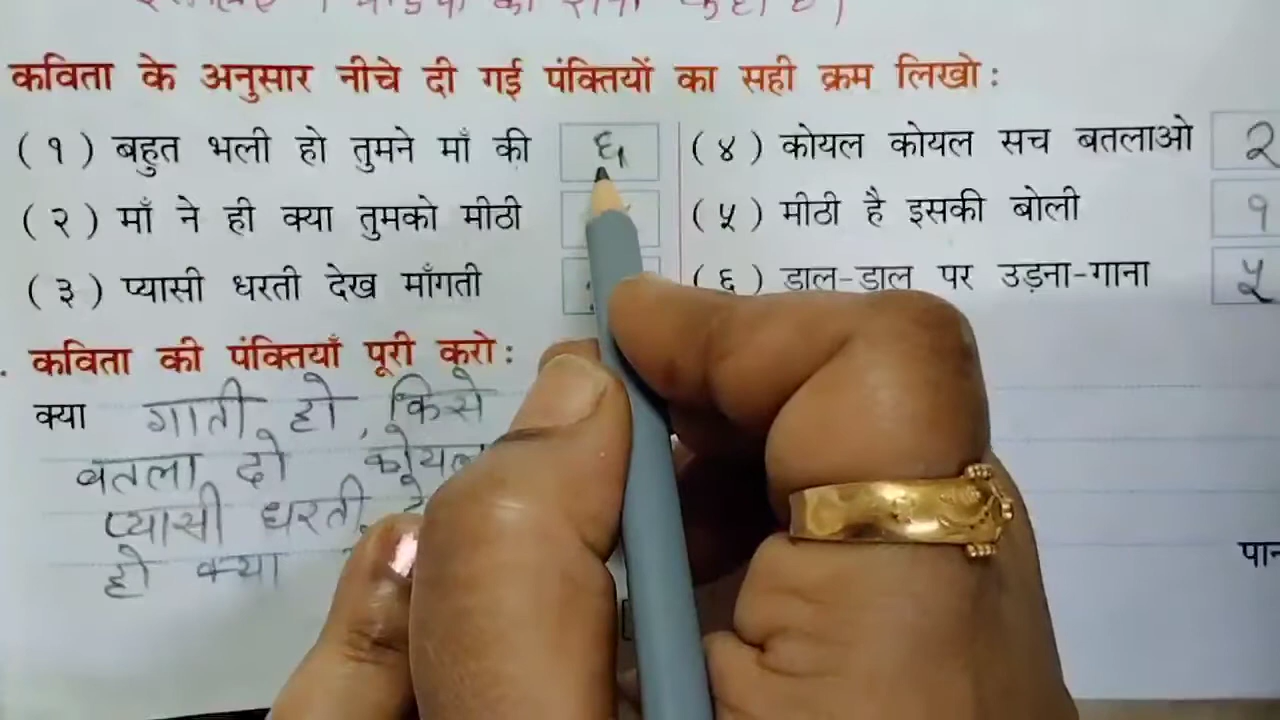 कविता के अनुसार नीचे दी गई पंक्तियों का सही क्रम लिखो :
( १ ) बहुत भली हो तुमने माँ की ६
( २ ) माँ ने ही क्या तुमको मीठी
( ३ ) प्यासी धरती देख माँगती
( ४ ) कोयल कोयल सच बतलाओ २
( ५ ) मीठी है इसकी बोली १
( ६ ) डाल-डाल पर उड़ना-गाना ५
. कविता की पंक्तियाँ पूरी करो :
क्या गाती हो, किसे
बतला दो कोयल
प्यासी धरती
हो क्या